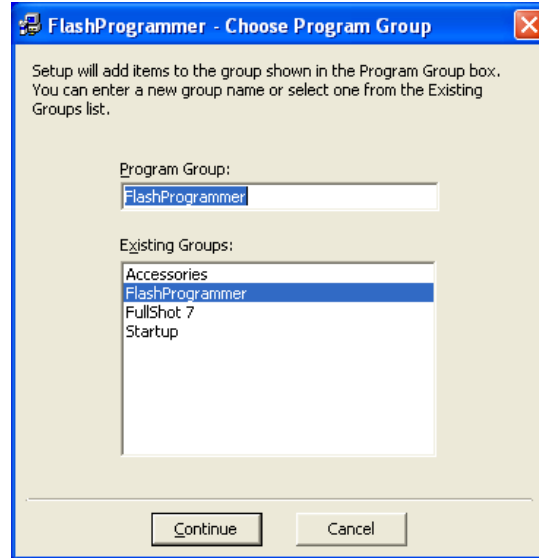 FlashProgrammer - Choose Program Group
Setup will add items to the group shown in the Program Group box.
You can enter a new group name or select one from the Existing
Groups list.
Program Group:
FlashProgrammer
Existing Groups:
Accessories
FlashProgrammer
FullShot 7
Startup
Continue
Cancel